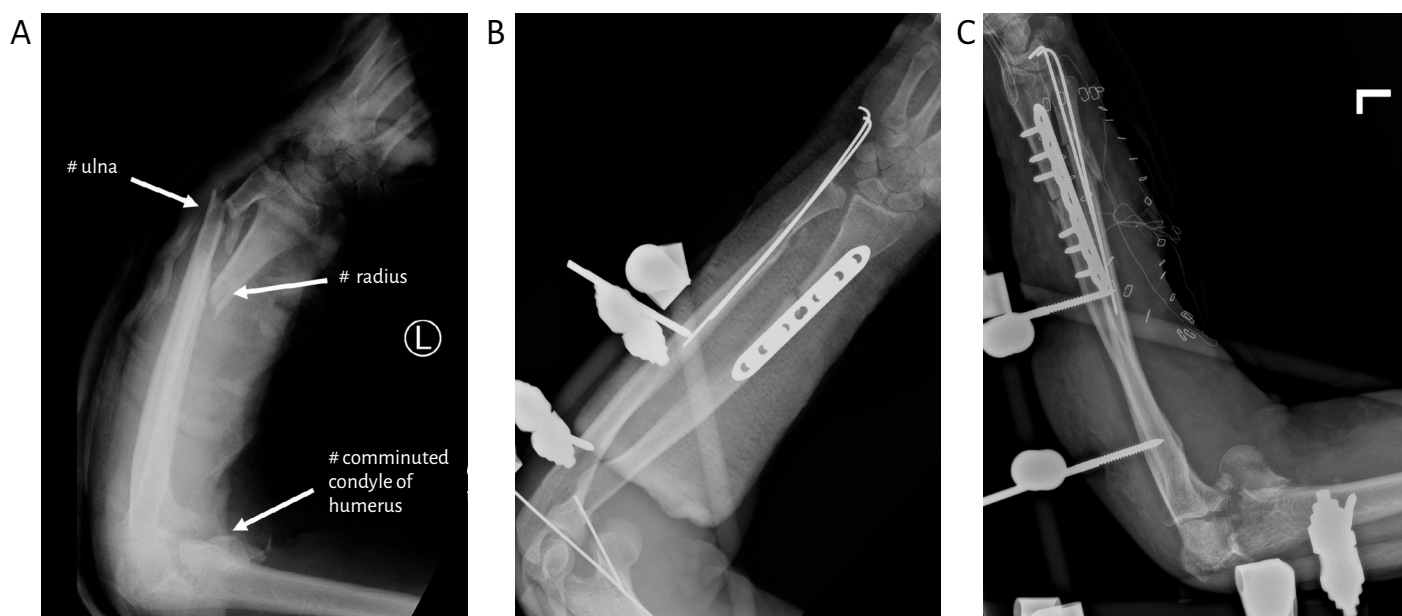 A
B
C
# ulna
# radius
L
# comminuted
condyle of
humerus
L